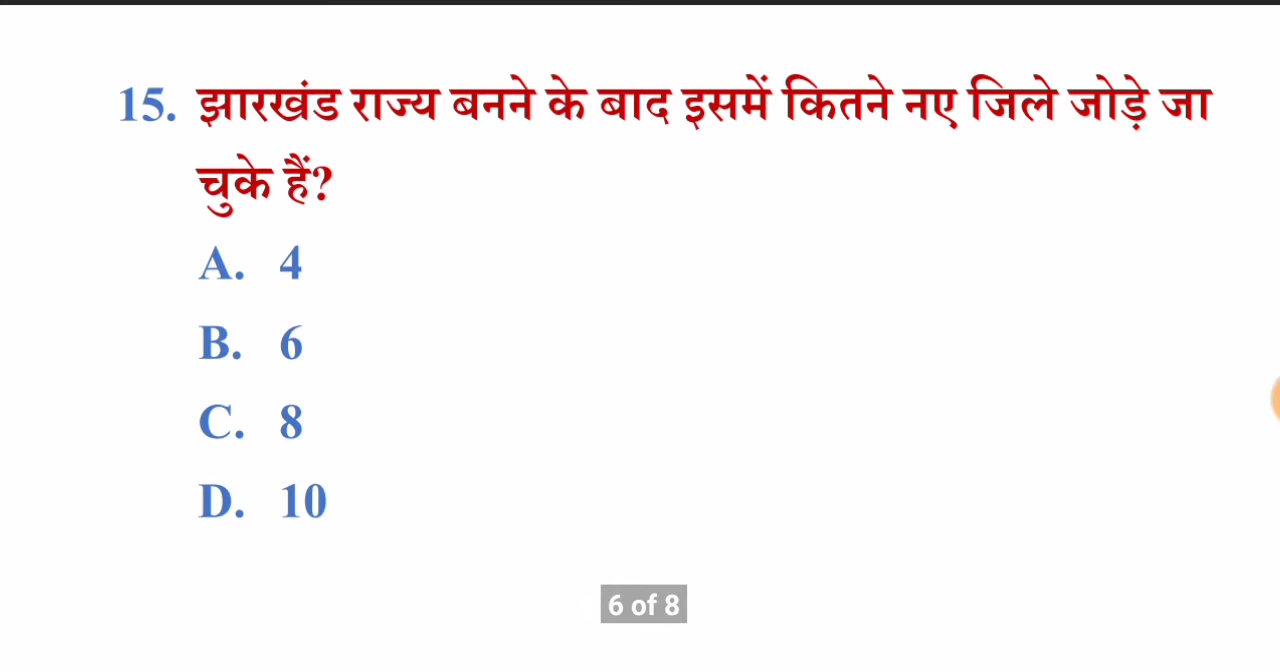 15. झारखंड राज्य बनने के बाद इसमें कितने नए जिले जोड़े जा
चुके हैं?
A. 4
B. 6
C. 8
D. 10
6 of 8